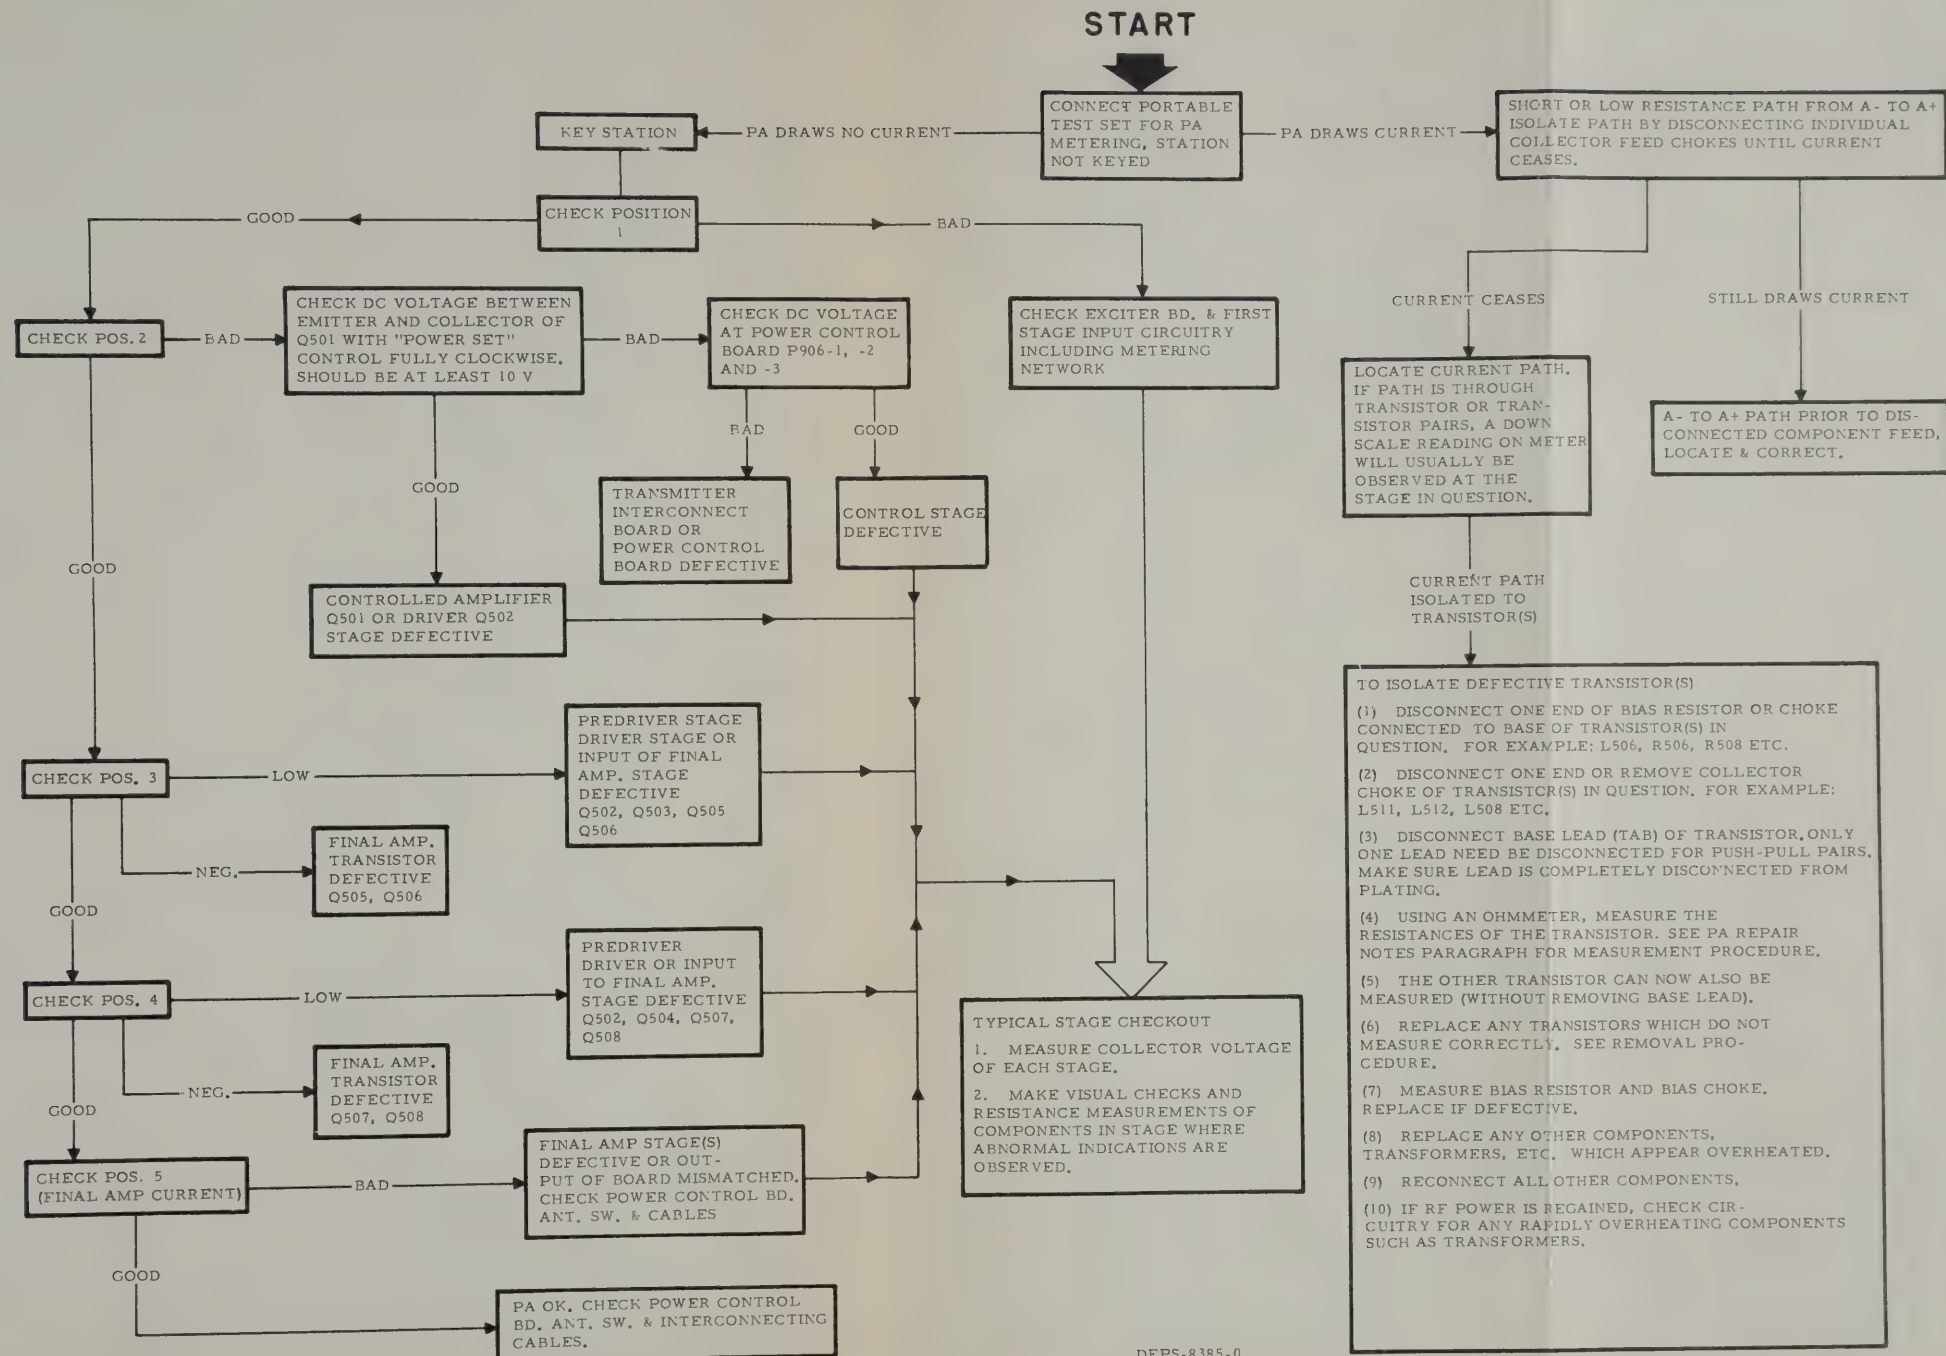 START
CONNECT PORTABLE
TEST SET FOR PA
METERING, STATION
NOT KEYED
PA DRAWS NO CURRENT
KEY STATION
PA DRAWS CURRENT
SHORT OR LOW RESISTANCE PATH FROM A- TO A+
ISOLATE PATH BY DISCONNECTING INDIVIDUAL
COLLECTOR FEED CHOKES UNTIL CURRENT
CEASES.
CHECK POSITION
1
GOOD
BAD
CHECK POS. 2
BAD
CHECK DC VOLTAGE BETWEEN
EMITTER AND COLLECTOR OF
Q501 WITH "POWER SET"
CONTROL FULLY CLOCKWISE.
SHOULD BE AT LEAST 10 V
BAD
CHECK DC VOLTAGE
AT POWER CONTROL
BOARD P906-1, -2
AND -3
CHECK EXCITER BD. & FIRST
STAGE INPUT CIRCUITRY
INCLUDING METERING
NETWORK
CURRENT CEASES
STILL DRAWS CURRENT
LOCATE CURRENT PATH.
IF PATH IS THROUGH
TRANSISTOR OR TRAN-
SISTOR PAIRS, A DOWN
SCALE READING ON METER
WILL USUALLY BE
OBSERVED AT THE
STAGE IN QUESTION.
A- TO A+ PATH PRIOR TO DIS-
CONNECTED COMPONENT FEED,
LOCATE & CORRECT.
BAD
GOOD
GOOD
TRANSMITTER
INTERCONNECT
BOARD OR
POWER CONTROL
BOARD DEFECTIVE
CONTROL STAGE
DEFECTIVE
GOOD
CONTROLLED AMPLIFIER
Q501 OR DRIVER Q502
STAGE DEFECTIVE
CURRENT PATH
ISOLATED TO
TRANSISTOR(S)
CHECK POS. 3
LOW
PREDRIVER STAGE
DRIVER STAGE OR
INPUT OF FINAL
AMP. STAGE
DEFECTIVE
Q502, Q503, Q505
Q506
NEG.
FINAL AMP.
TRANSISTOR
DEFECTIVE
Q505, Q506
GOOD
CHECK POS. 4
LOW
PREDRIVER
DRIVER OR INPUT
TO FINAL AMP.
STAGE DEFECTIVE
Q502, Q504, Q507,
Q508
NEG.
FINAL AMP.
TRANSISTOR
DEFECTIVE
Q507, Q508
GOOD
CHECK POS. 5
(FINAL AMP CURRENT)
BAD
FINAL AMP STAGE(S)
DEFECTIVE OR OUT-
PUT OF BOARD MISMATCHED.
CHECK POWER CONTROL BD.
ANT. SW. & CABLES
GOOD
PA OK. CHECK POWER CONTROL
BD. ANT. SW. & INTERCONNECTING
CABLES.
TYPICAL STAGE CHECKOUT
1. MEASURE COLLECTOR VOLTAGE
OF EACH STAGE.
2. MAKE VISUAL CHECKS AND
RESISTANCE MEASUREMENTS OF
COMPONENTS IN STAGE WHERE
ABNORMAL INDICATIONS ARE
OBSERVED.
TO ISOLATE DEFECTIVE TRANSISTOR(S)
(1) DISCONNECT ONE END OF BIAS RESISTOR OR CHOKE
CONNECTED TO BASE OF TRANSISTOR(S) IN
QUESTION. FOR EXAMPLE: L506, R506, R508 ETC.
(2) DISCONNECT ONE END OR REMOVE COLLECTOR
CHOKE OF TRANSISTOR(S) IN QUESTION. FOR EXAMPLE:
L511, L512, L508 ETC.
(3) DISCONNECT BASE LEAD (TAB) OF TRANSISTOR. ONLY
ONE LEAD NEED BE DISCONNECTED FOR PUSH-PULL PAIRS.
MAKE SURE LEAD IS COMPLETELY DISCONNECTED FROM
PLATING.
(4) USING AN OHMMETER, MEASURE THE
RESISTANCES OF THE TRANSISTOR. SEE PA REPAIR
NOTES PARAGRAPH FOR MEASUREMENT PROCEDURE.
(5) THE OTHER TRANSISTOR CAN NOW ALSO BE
MEASURED (WITHOUT REMOVING BASE LEAD).
(6) REPLACE ANY TRANSISTORS WHICH DO NOT
MEASURE CORRECTLY. SEE REMOVAL PRO-
CEDURE.
(7) MEASURE BIAS RESISTOR AND BIAS CHOKE.
REPLACE IF DEFECTIVE.
(8) REPLACE ANY OTHER COMPONENTS,
TRANSFORMERS, ETC. WHICH APPEAR OVERHEATED.
(9) RECONNECT ALL OTHER COMPONENTS.
(10) IF RF POWER IS REGAINED, CHECK CIR-
CUITRY FOR ANY RAPIDLY OVERHEATING COMPONENTS
SUCH AS TRANSFORMERS.
DEPS-8385-0